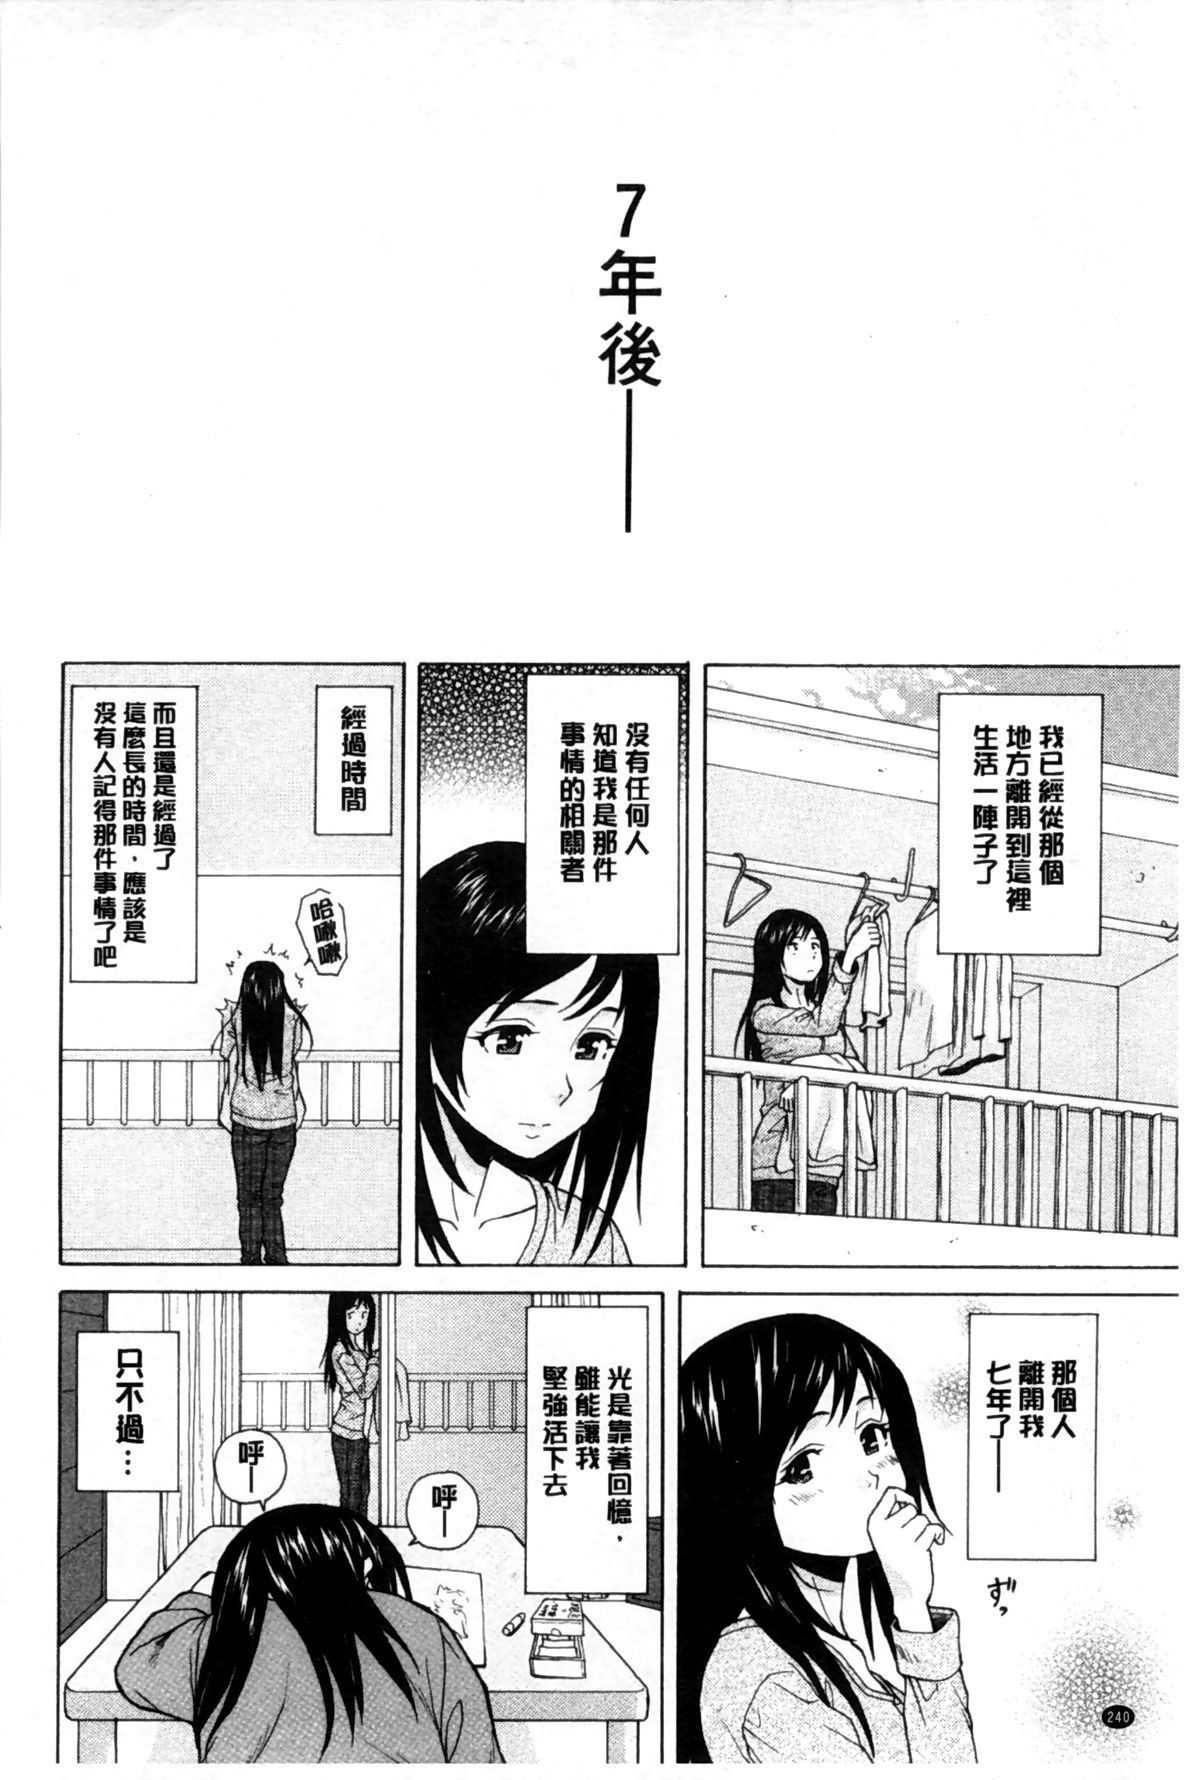 7年後——
我已經從那個
地方離開到這裡
生活一陣子了
沒有任何人
知道我是那件
事情的相關者
經過時間
而且還是經過了
這麼長的時間，應該是
沒有人記得那件事情了吧
哈啾啾
那個人
離開我
七年了—
ずっ
光是靠著回憶，
雖能讓我
堅強活下去
呼—
呼—
只不過…
240